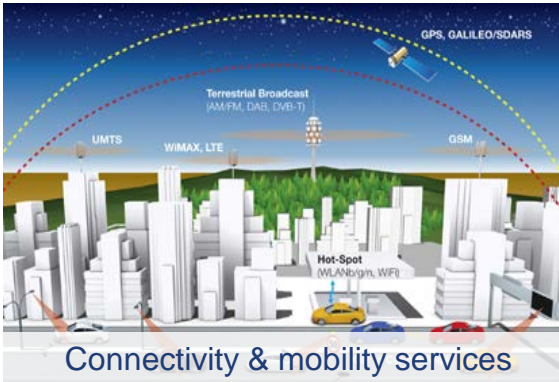 GPS, GALILEO/SDARS
Terrestrial Broadcast
(AM/FM, DAB, DVB-T)
UMTS
WiMAX, LTE
GSM
Hot-Spot
(WLANb/g/n, WiFi)
Connectivity & mobility services